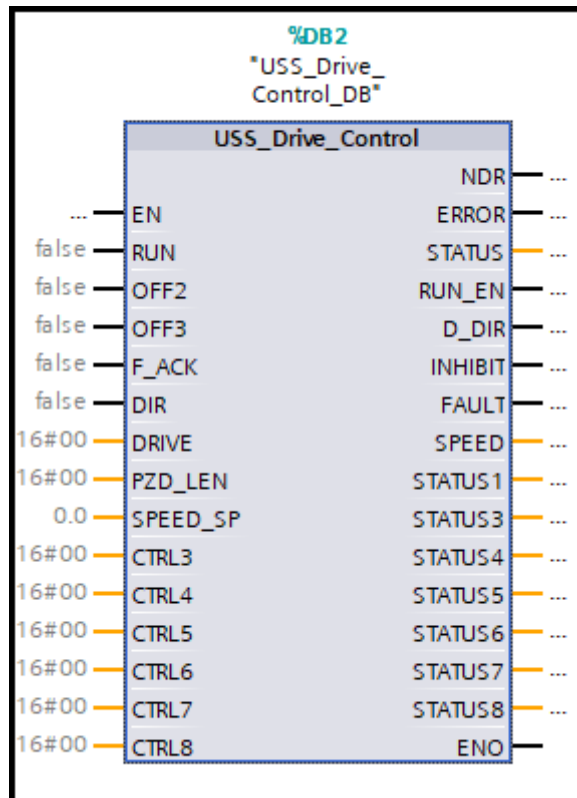 %DB2
"USS_Drive_
Control_DB"
USS_Drive_Control
NDR ...
... EN ERROR ...
false RUN STATUS ...
false OFF2 RUN_EN ...
false OFF3 D_DIR ...
false F_ACK INHIBIT ...
false DIR FAULT ...
16#00 DRIVE SPEED ...
16#00 PZD_LEN STATUS1 ...
0.0 SPEED_SP STATUS3 ...
16#00 CTRL3 STATUS4 ...
16#00 CTRL4 STATUS5 ...
16#00 CTRL5 STATUS6 ...
16#00 CTRL6 STATUS7 ...
16#00 CTRL7 STATUS8 ...
16#00 CTRL8 ENO